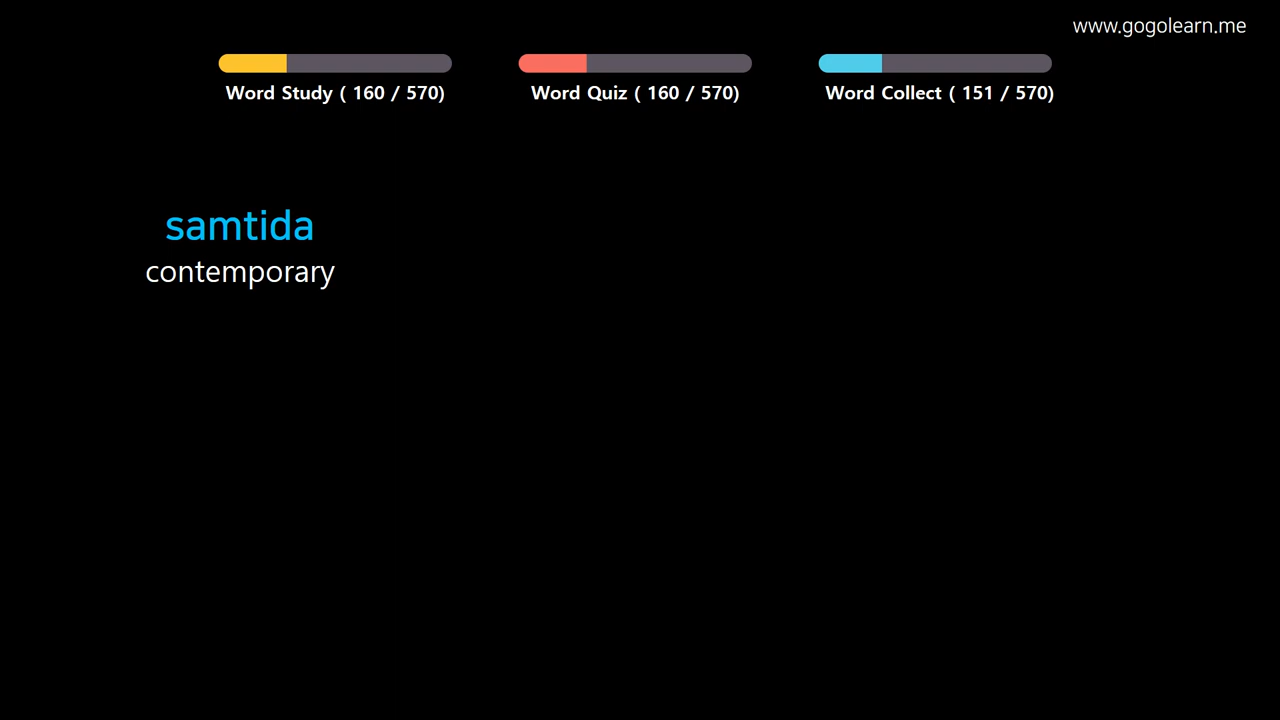 www.gogolearn.me
Word Study ( 160 / 570)
Word Quiz ( 160 / 570)
Word Collect ( 151 / 570)
samtida
contemporary